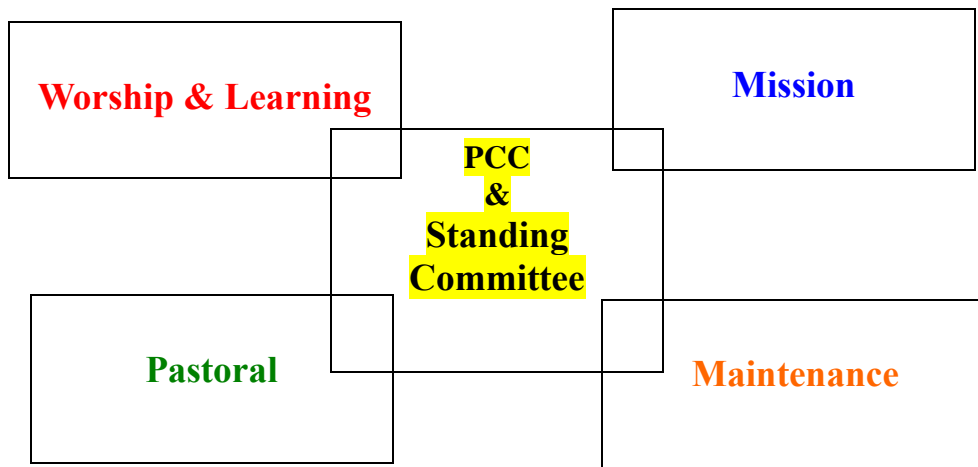 Worship & Learning
Mission
PCC
&
Standing
Committee
Pastoral
Maintenance